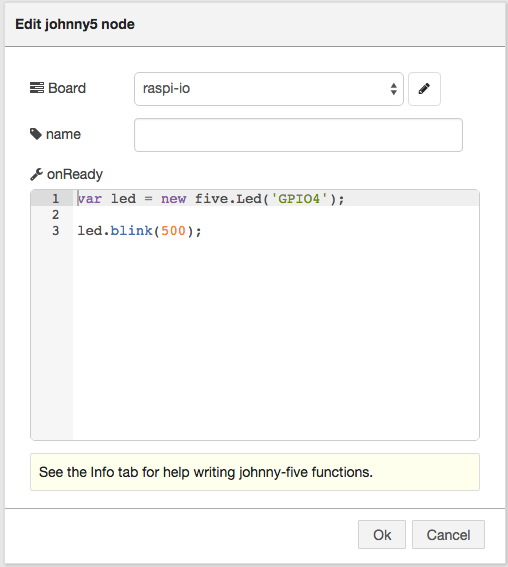 Edit johnny5 node
Board
raspi-io
name
onReady
1 var led = new five.Led('GPIO4');
2
3 led.blink(500);
See the Info tab for help writing johnny-five functions.
Ok Cancel